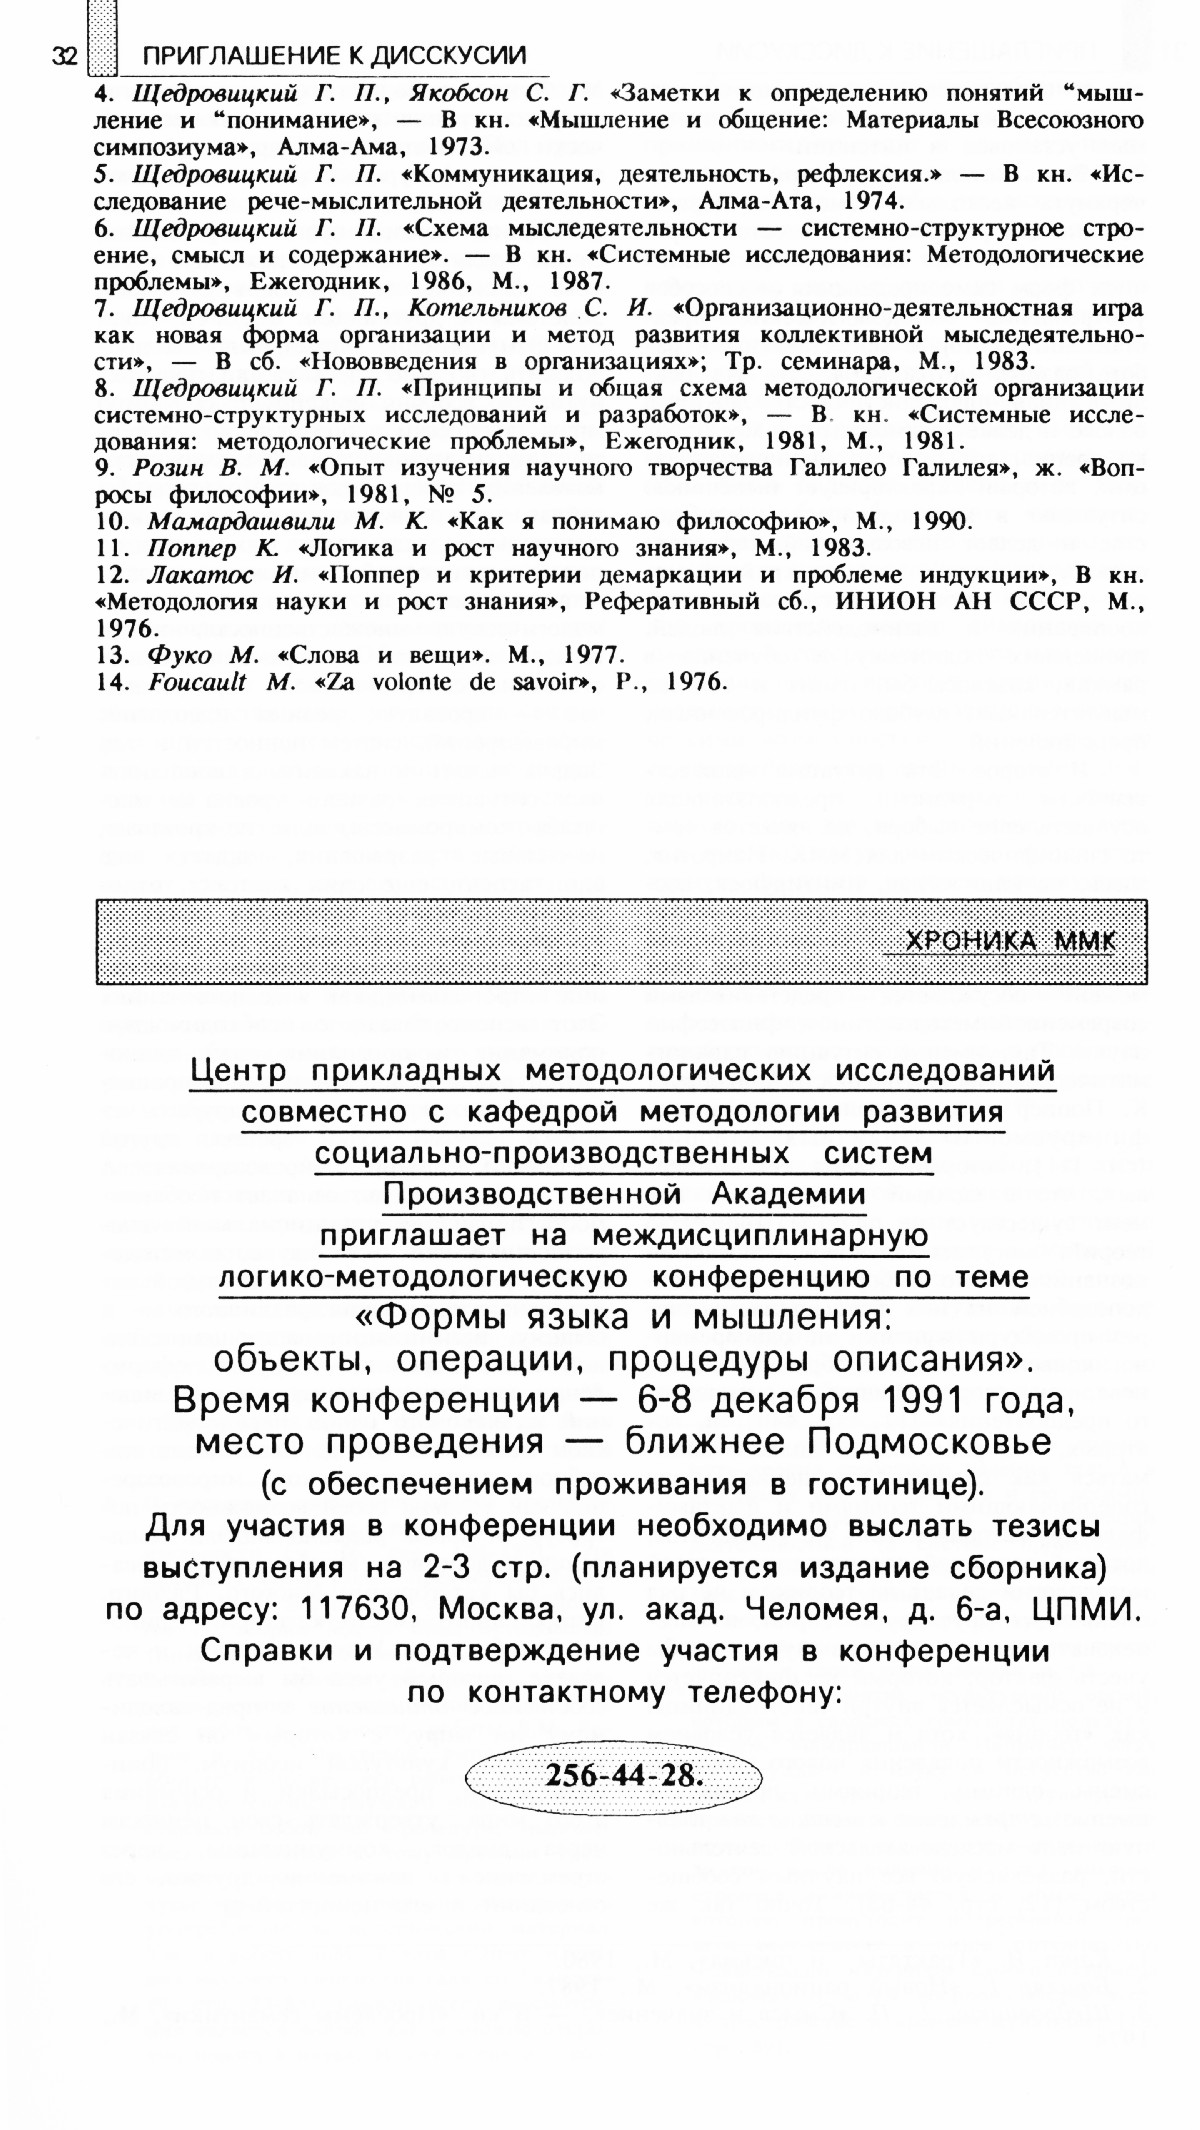 32 ПРИГЛАШЕНИЕ К ДИССКУСИИ
4. Щедровицкий Г. П., Якобсон С. Г. «Заметки к определению понятий “мыш-
ление и “понимание», — В кн. «Мышление и общение: Материалы Всесоюзного
симпозиума», Алма-Ама, 1973.
5. Щедровицкий Г. П. «Коммуникация, деятельность, рефлексия.» — В кн. «Ис-
следование рече-мыслительной деятельности», Алма-Ата, 1974.
6. Щедровицкий Г. П. «Схема мыследеятельности — системно-структурное стро-
ение, смысл и содержание». — В кн. «Системные исследования: Методологические
проблемы», Ежегодник, 1986, М., 1987.
7. Щедровицкий Г. П., Котельников С. И. «Организационно-деятельностная игра
как новая форма организации и метод развития коллективной мыследеятельно-
сти», — В сб. «Нововведения в организациях»; Тр. семинара, М., 1983.
8. Щедровицкий Г. П. «Принципы и общая схема методологической организации
системно-структурных исследований и разработок», — В кн. «Системные иссле-
дования: методологические проблемы», Ежегодник, 1981, М., 1981.
9. Розин В. М. «Опыт изучения научного творчества Галилео Галилея», ж. «Воп-
росы философии», 1981, № 5.
10. Мамардашвили М. К. «Как я понимаю философию», М., 1990.
11. Поппер К. «Логика и рост научного знания», М., 1983.
12. Лакатос И. «Поппер и критерии демаркации и проблеме индукции», В кн.
«Методология науки и рост знания», Реферативный сб., ИНИОН АН СССР, М.,
1976.
13. Фуко М. «Слова и вещи». М., 1977.
14. Foucault M. «Za volonte de savoir», P., 1976.
ХРОНИКА ММК
Центр прикладных методологических исследований
совместно с кафедрой методологии развития
социально-производственных систем
Производственной Академии
приглашает на междисциплинарную
логико-методологическую конференцию по теме
«Формы языка и мышления:
объекты, операции, процедуры описания».
Время конференции — 6-8 декабря 1991 года,
место проведения — ближнее Подмосковье
(с обеспечением проживания в гостинице).
Для участия в конференции необходимо выслать тезисы
выступления на 2-3 стр. (планируется издание сборника)
по адресу: 117630, Москва, ул. акад. Челомея, д. 6-а, ЦПМИ.
Справки и подтверждение участия в конференции
по контактному телефону:
256-44-28.